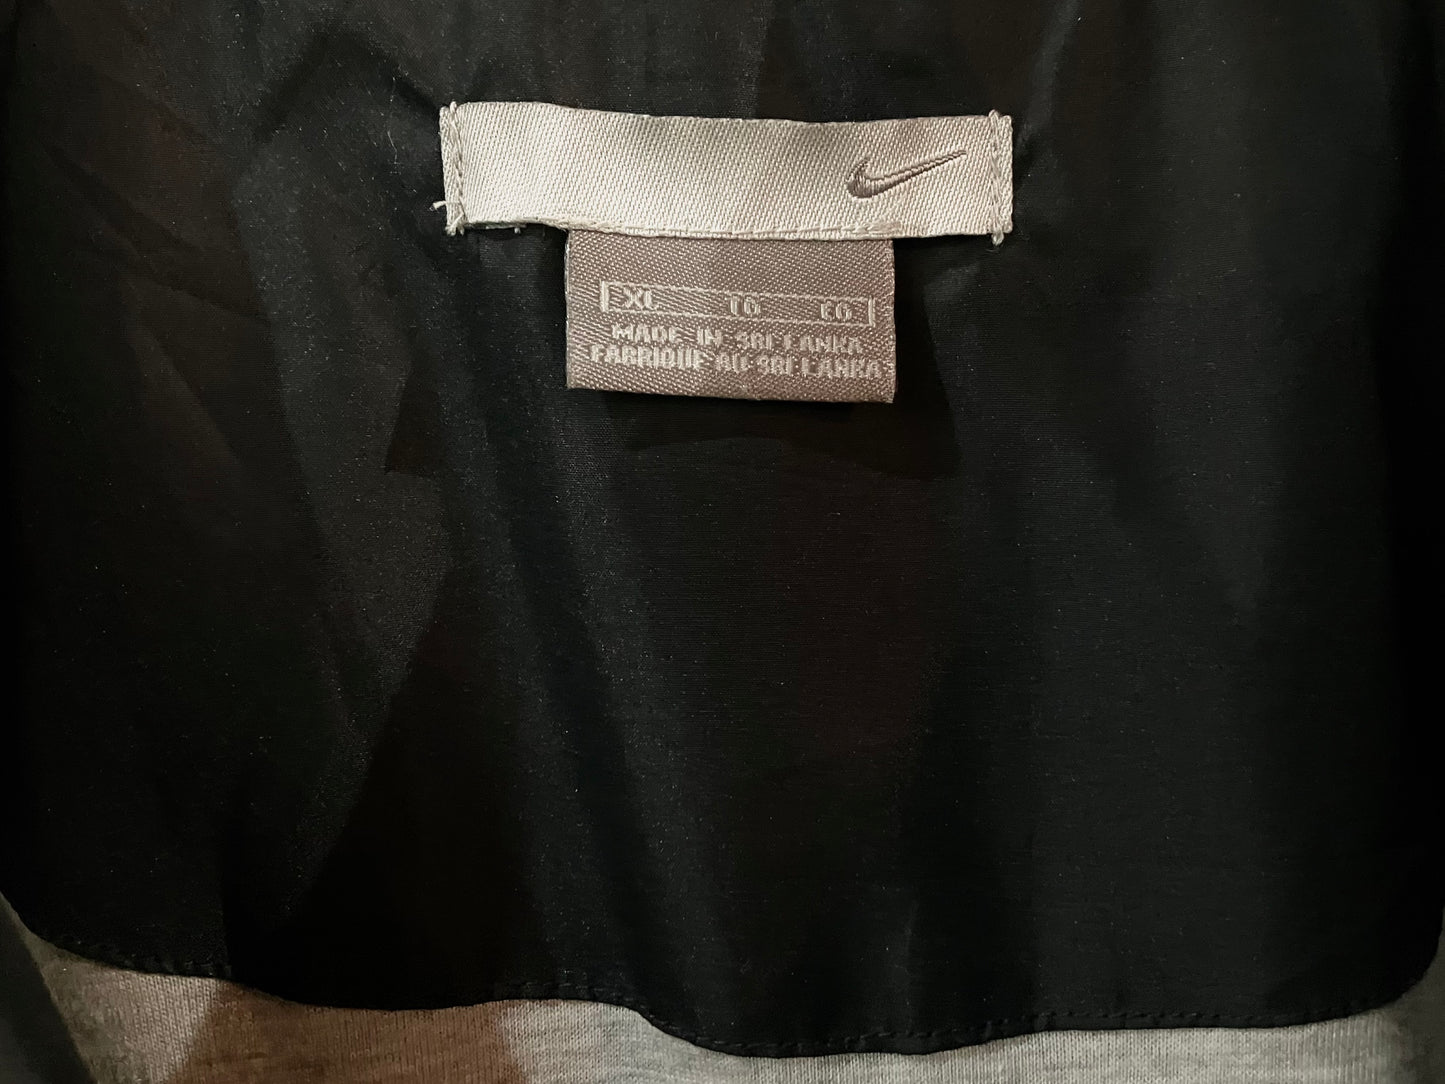 XL TG EG
MADE IN SRI LANKA
FABRIQUE AU SRI LANKA